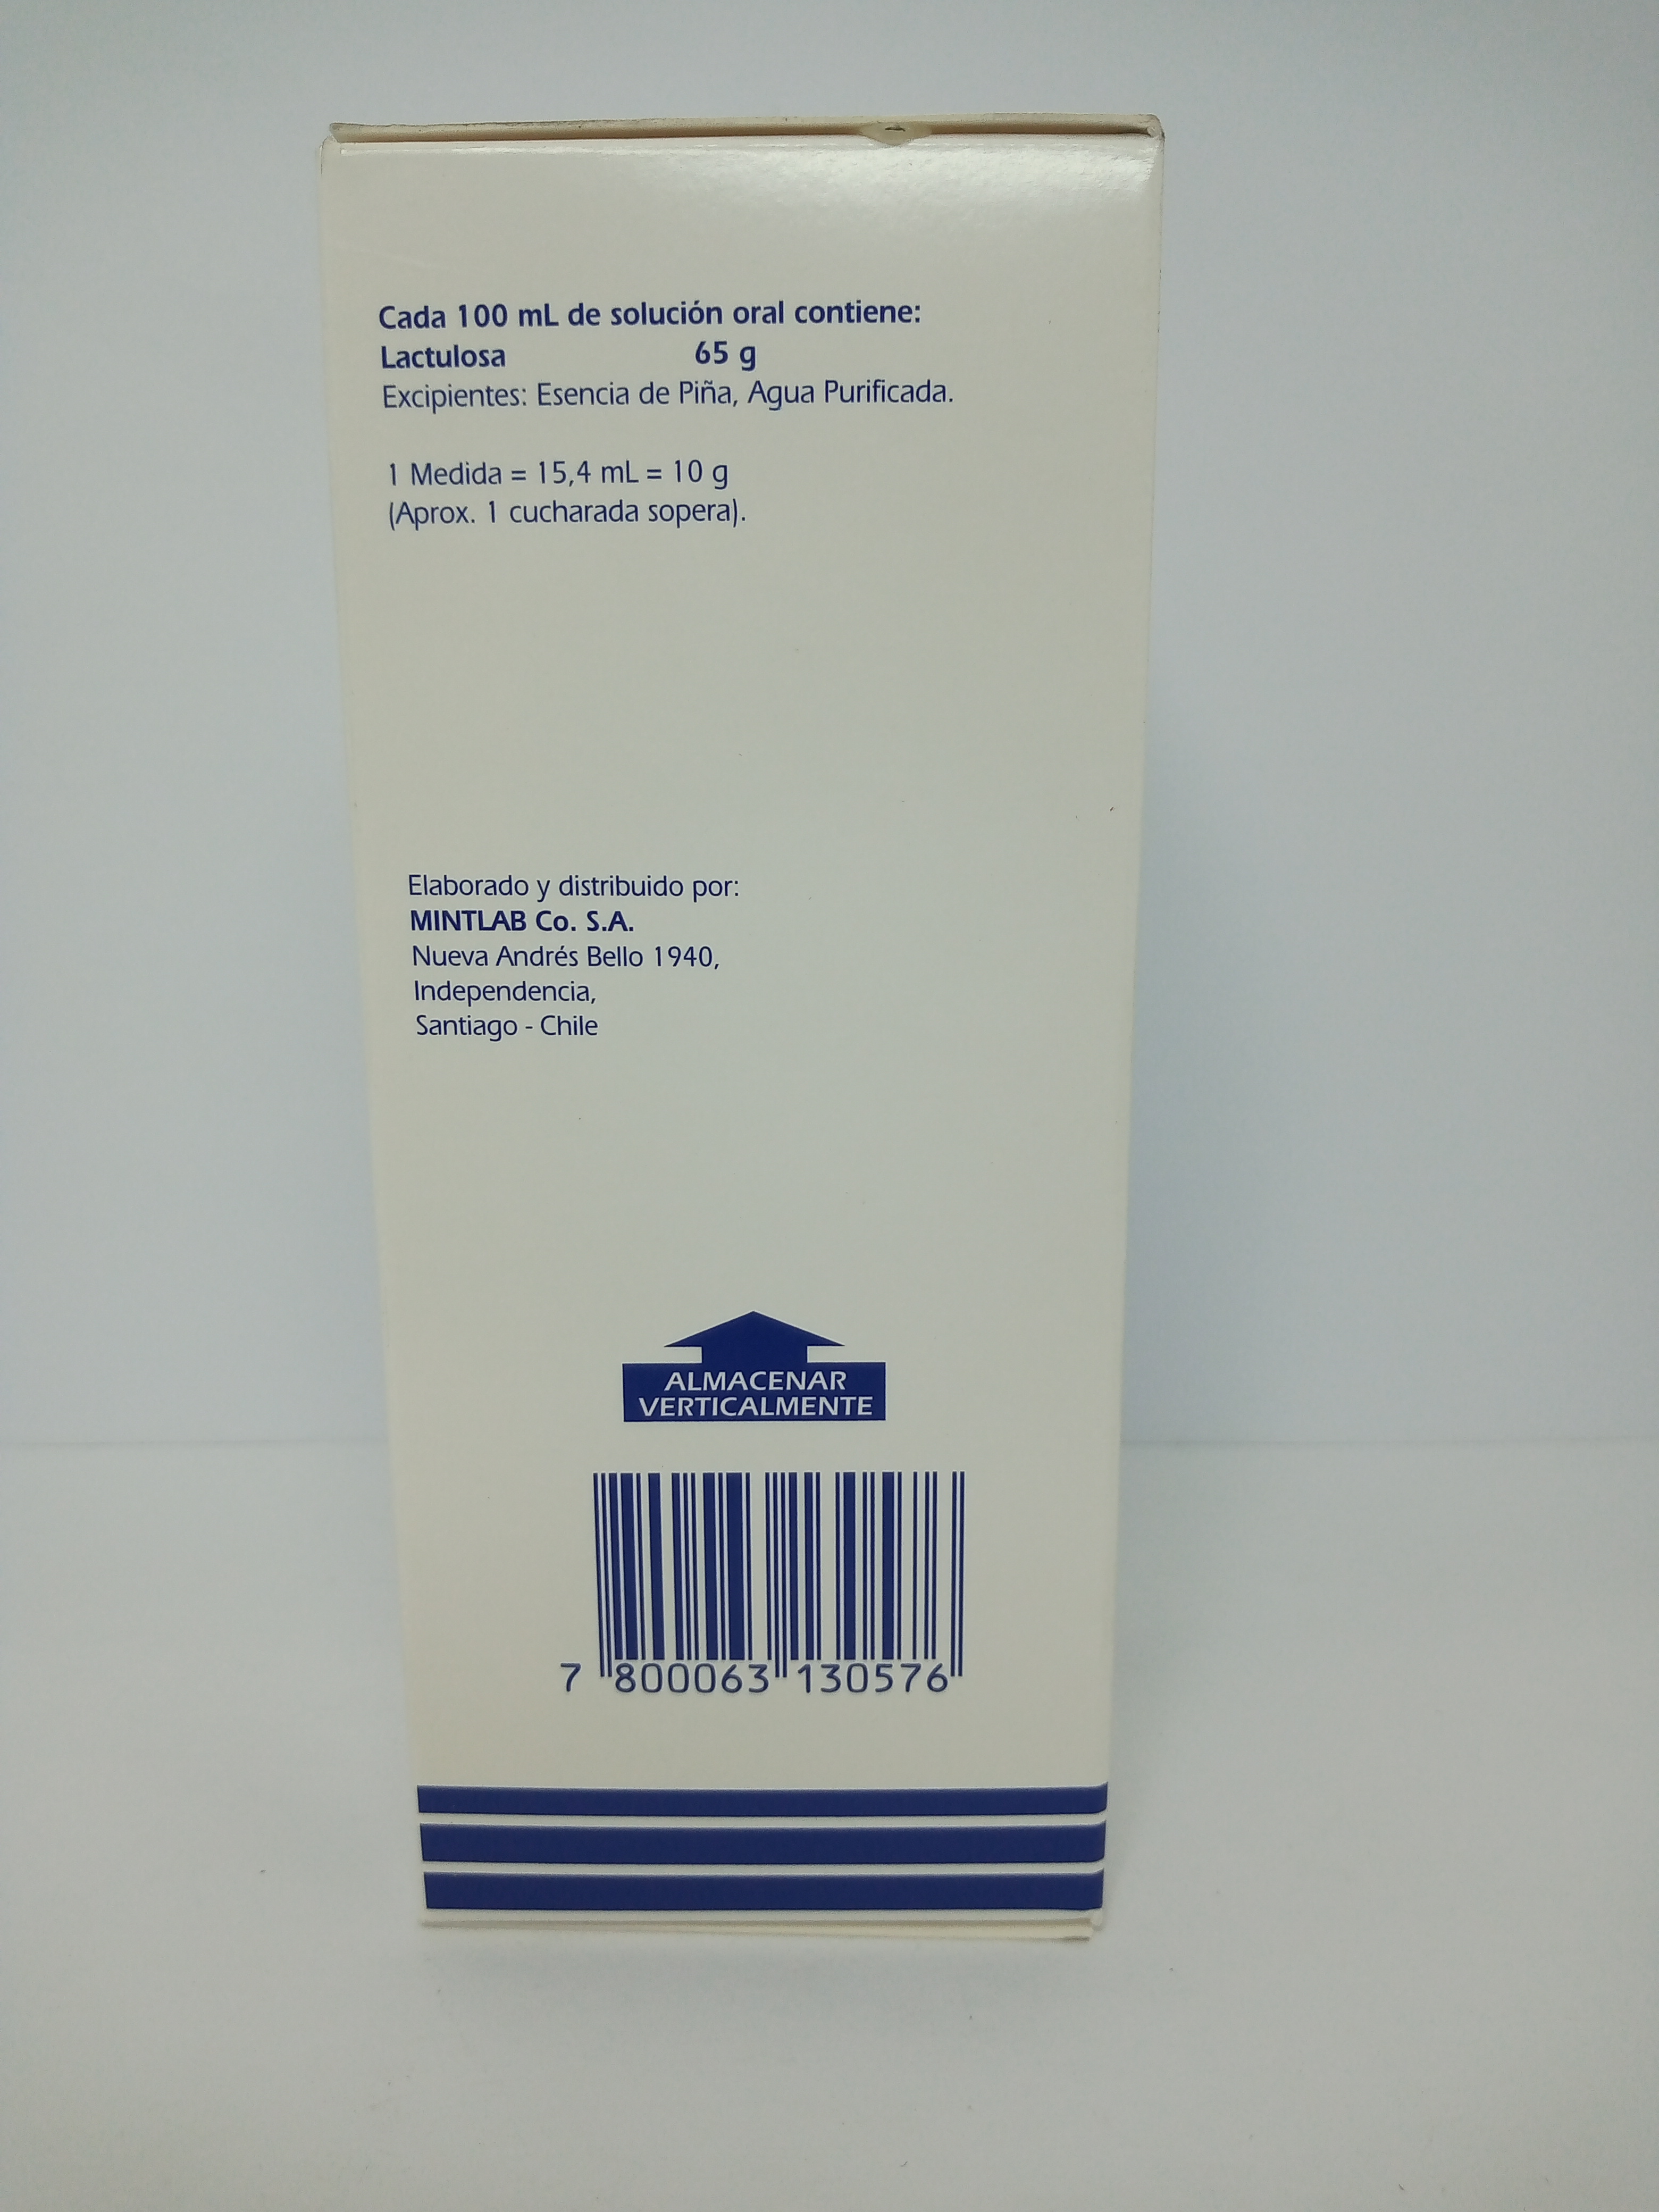 Cada 100 mL de solución oral contiene:
Lactulosa 65 g
Excipientes: Esencia de Piña, Agua Purificada.
1 Medida = 15,4 mL = 10 g
(Aprox. 1 cucharada sopera).
Elaborado y distribuido por:
MINTLAB Co. S.A.
Nueva Andrés Bello 1940,
Independencia,
Santiago - Chile
ALMACENAR
VERTICALMENTE
7 800063 130576